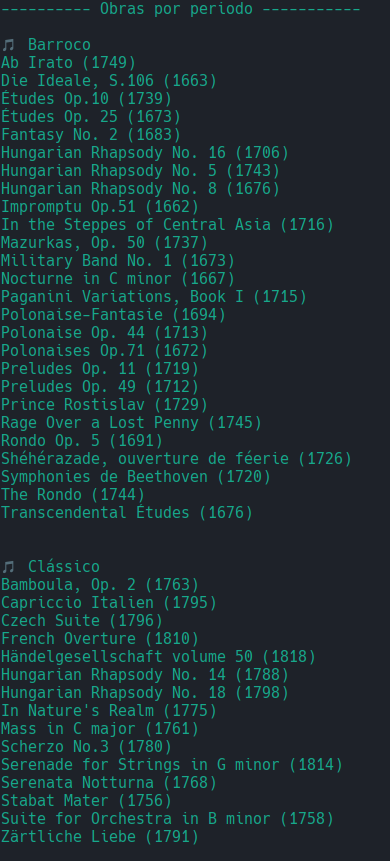 ---------- Obras por periodo -----------
🎵 Barroco
Ab Irato (1749)
Die Ideale, S.106 (1663)
Études Op.10 (1739)
Études Op. 25 (1673)
Fantasy No. 2 (1683)
Hungarian Rhapsody No. 16 (1706)
Hungarian Rhapsody No. 5 (1743)
Hungarian Rhapsody No. 8 (1676)
Impromptu Op.51 (1662)
In the Steppes of Central Asia (1716)
Mazurkas, Op. 50 (1737)
Military Band No. 1 (1673)
Nocturne in C minor (1667)
Paganini Variations, Book I (1715)
Polonaise-Fantasie (1694)
Polonaise Op. 44 (1713)
Polonaises Op.71 (1672)
Preludes Op. 11 (1719)
Preludes Op. 49 (1712)
Prince Rostislav (1729)
Rage Over a Lost Penny (1745)
Rondo Op. 5 (1691)
Shéhérazade, ouverture de féerie (1726)
Symphonies de Beethoven (1720)
The Rondo (1744)
Transcendental Études (1676)
🎵 Clássico
Bamboula, Op. 2 (1763)
Capriccio Italien (1795)
Czech Suite (1796)
French Overture (1810)
Händelgesellschaft volume 50 (1818)
Hungarian Rhapsody No. 14 (1788)
Hungarian Rhapsody No. 18 (1798)
In Nature's Realm (1775)
Mass in C major (1761)
Scherzo No.3 (1780)
Serenade for Strings in G minor (1814)
Serenata Notturna (1768)
Stabat Mater (1756)
Suite for Orchestra in B minor (1758)
Zärtliche Liebe (1791)